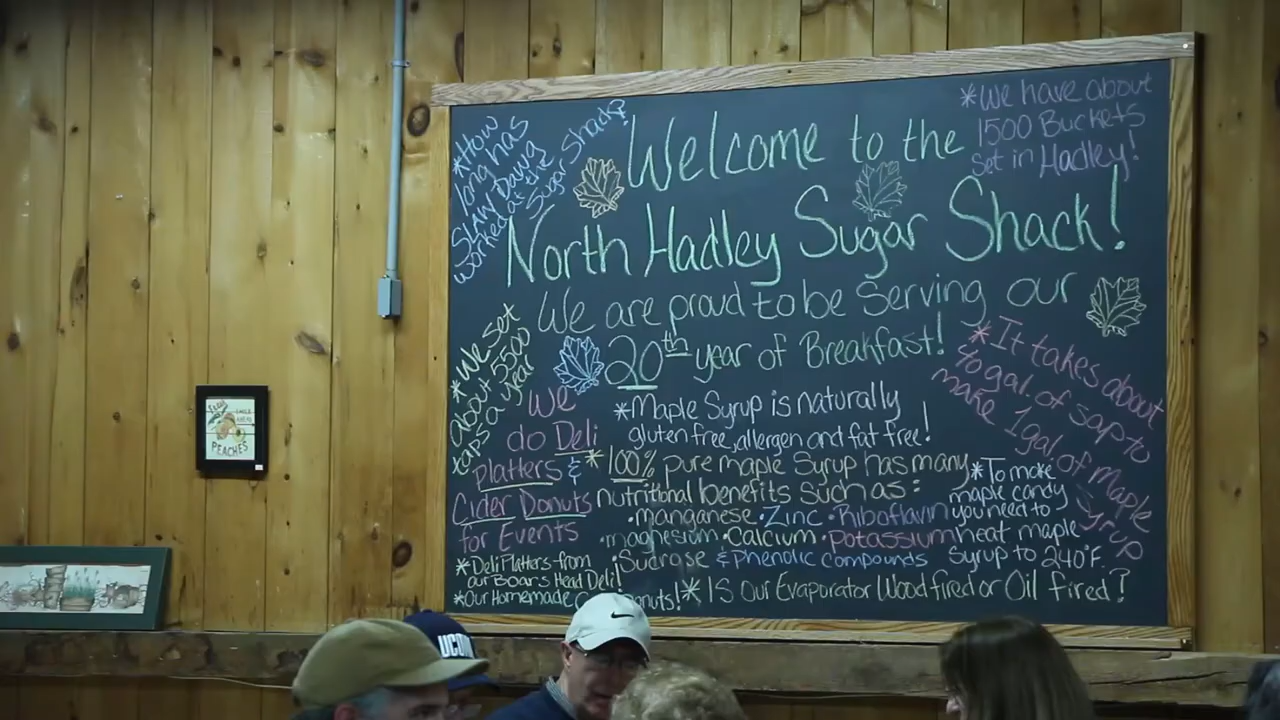 *How
long has
SLAW Dawg
worked at the
Sugar Shack?
Welcome to the
North Hadley Sugar Shack!
We are proud to be serving our
20th year of Breakfast!
*We have about
1500 Buckets
set in Hadley!
*We set
about 5500
taps a year
We
do Deli
Platters &
Cider Donuts
for Events
*Deli Platters from
our Boars Head Deli!
*Our Homemade
*Maple Syrup is naturally
gluten free, allergen and fat free!
*100% pure maple Syrup has many
nutritional benefits such as:
•manganese •Zinc •Riboflavin
•magnesium •Calcium •Potassium
•Sucrose & Phenolic Compounds
*It takes about
gal. of sap to
make 1 gal of Maple
Syrup
*To make
maple candy
you need to
heat maple
Syrup to 240°F.
*Is Our Evaporator Wood fired or Oil fired?
PEACHES
UCONN